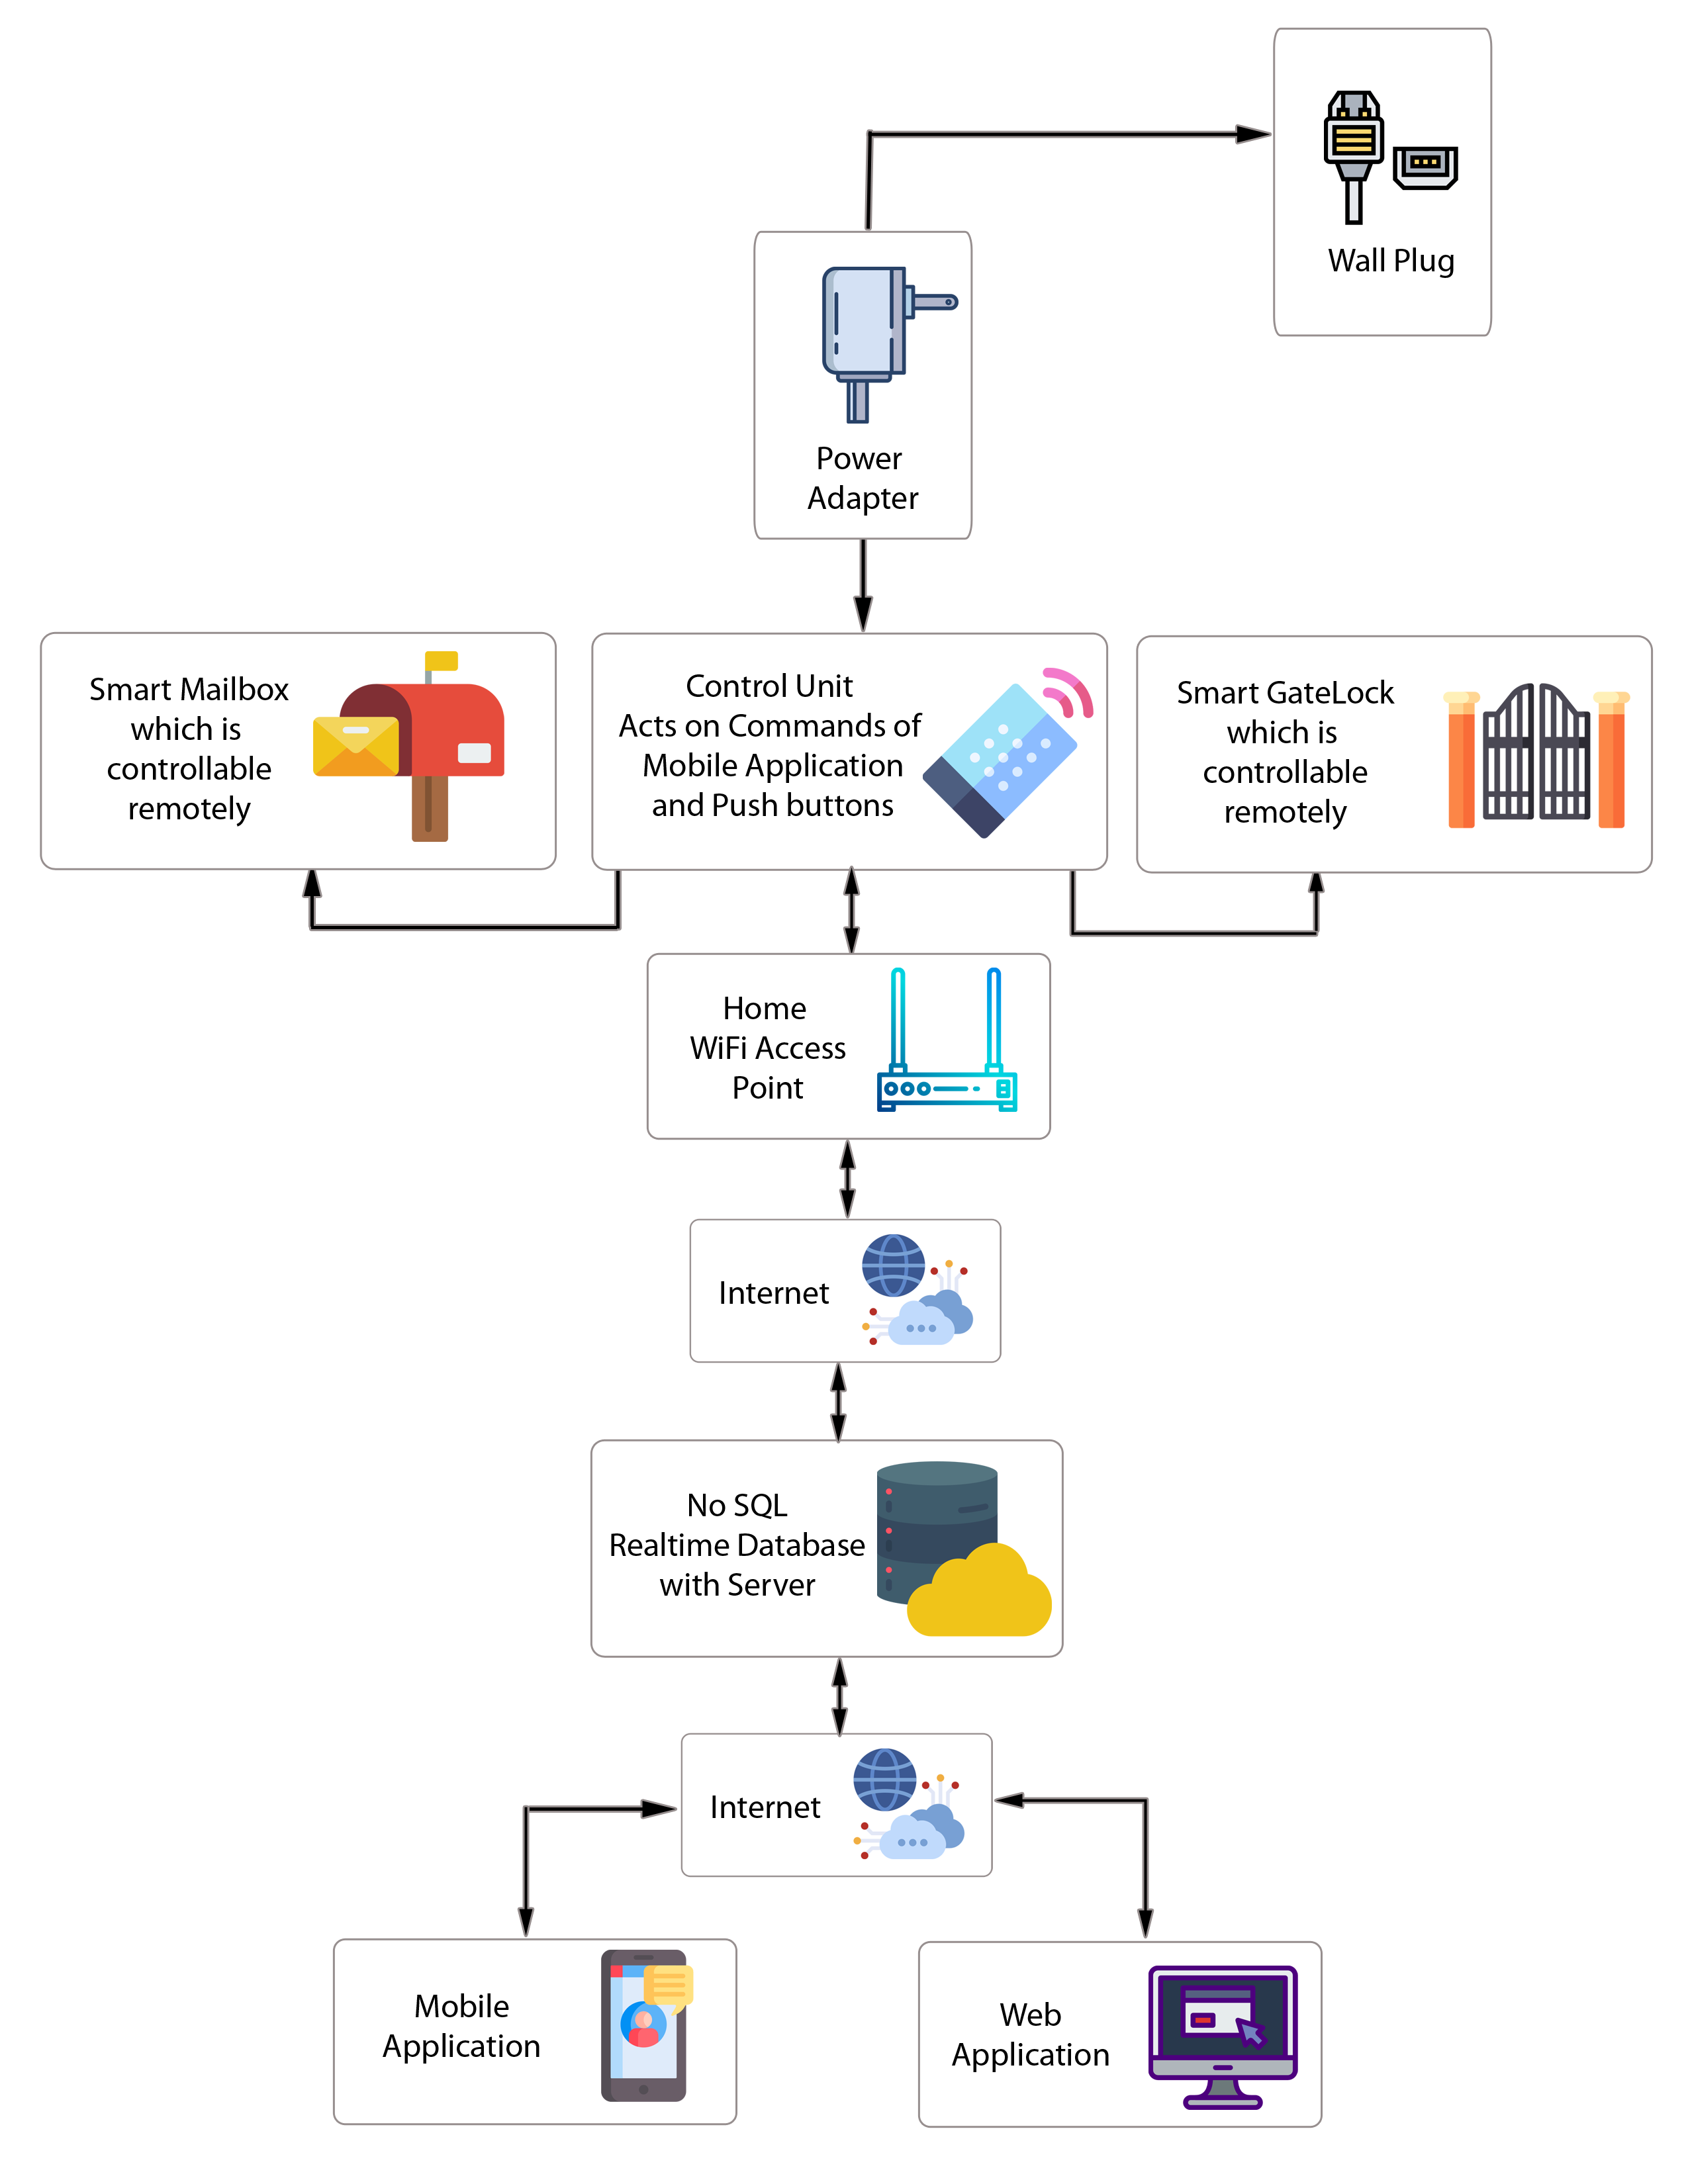 Wall Plug
Power
Adapter
Smart Mailbox
which is
controllable
remotely
Control Unit
Acts on Commands of
Mobile Application
and Push buttons
Smart GateLock
which is
controllable
remotely
Home
WiFi Access
Point
Internet
No SQL
Realtime Database
with Server
Internet
Mobile
Application
Web
Application